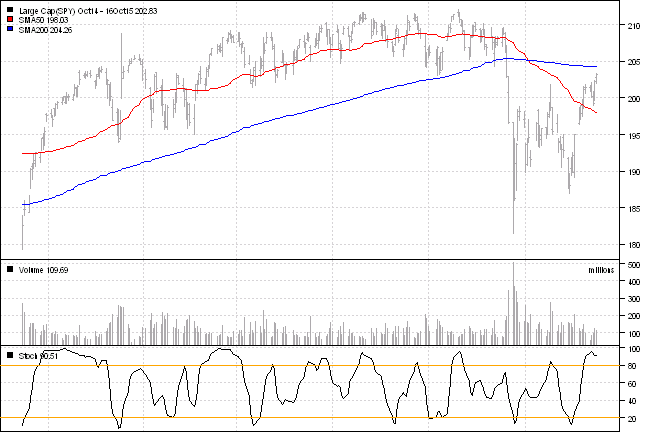 Large Cap(SPY) Oct14 - 16Oct15 202.83
SMA50 198.03
SMA200 204.26
210
205
200
195
190
185
180
Volume 109.69
millions
500
400
300
200
100
Stoch 90.51
100
80
60
40
20